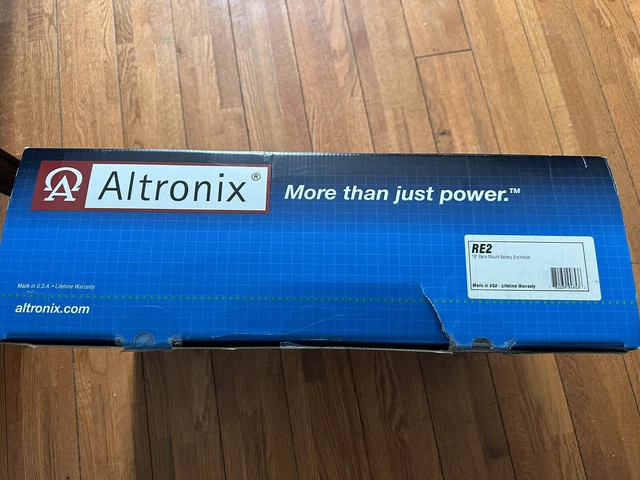 Altronix®
More than just power.™
RE2
19" Rack Mount Battery Enclosure
Made in USA - Lifetime Warranty
Made in U.S.A. • Lifetime Warranty
altronix.com